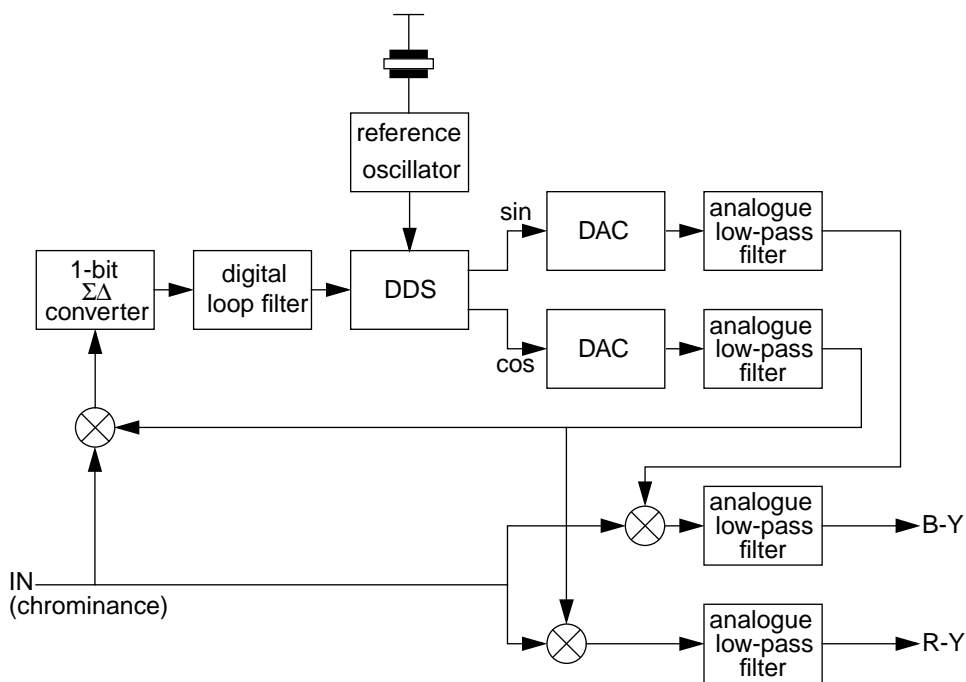 reference
oscillator
sin
DAC
analogue
low-pass
filter
1-bit
ΣΔ
converter
digital
loop filter
DDS
cos
DAC
analogue
low-pass
filter
analogue
low-pass
filter
B-Y
IN
(chrominance)
analogue
low-pass
filter
R-Y